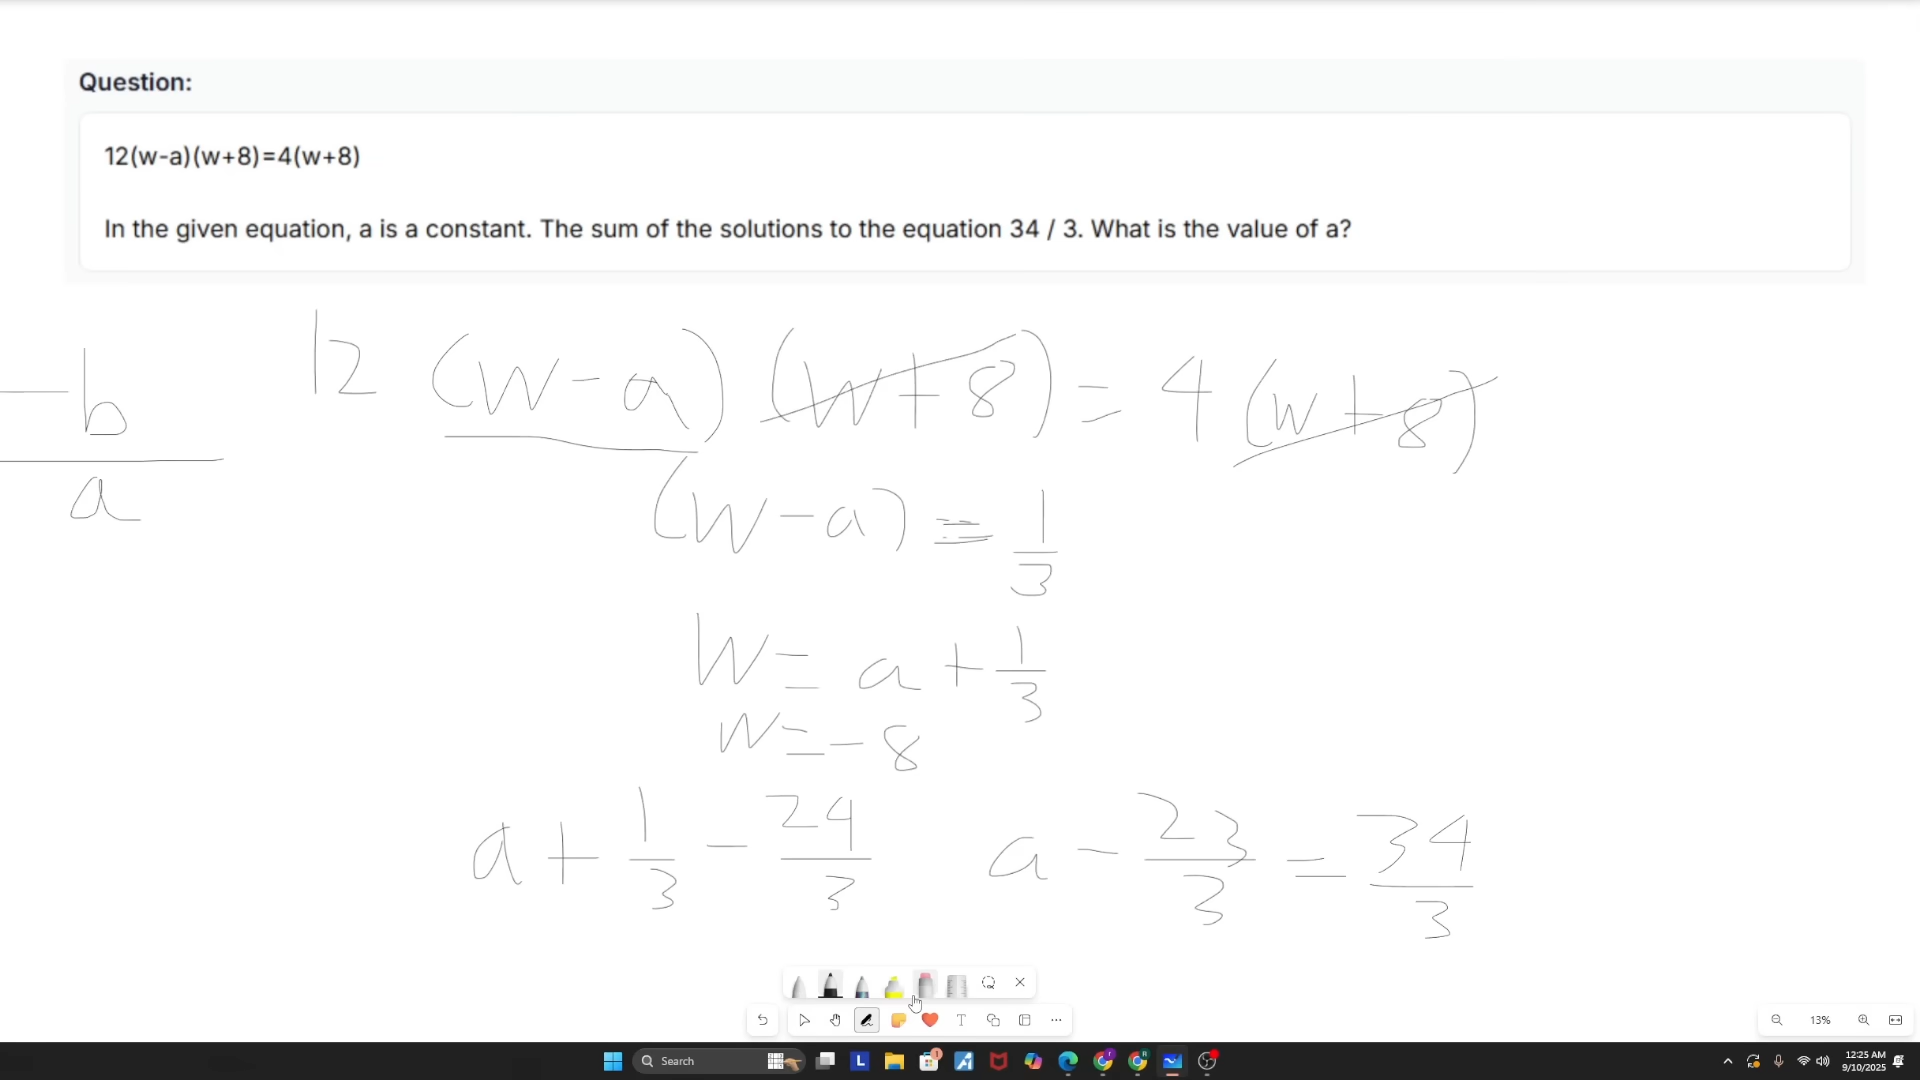 Question:
12(w-a)(w+8)=4(w+8)
In the given equation, a is a constant. The sum of the solutions to the equation 34 / 3. What is the value of a?
12 (w-a) (w+8) = 4 (w+8)
-b
a
(w-a) = 1/3
w = a + 1/3
w = -8
a + 1/3 - 24/3   a - 23/3 = 34/3
13%
Search
12:25 AM
9/10/2025